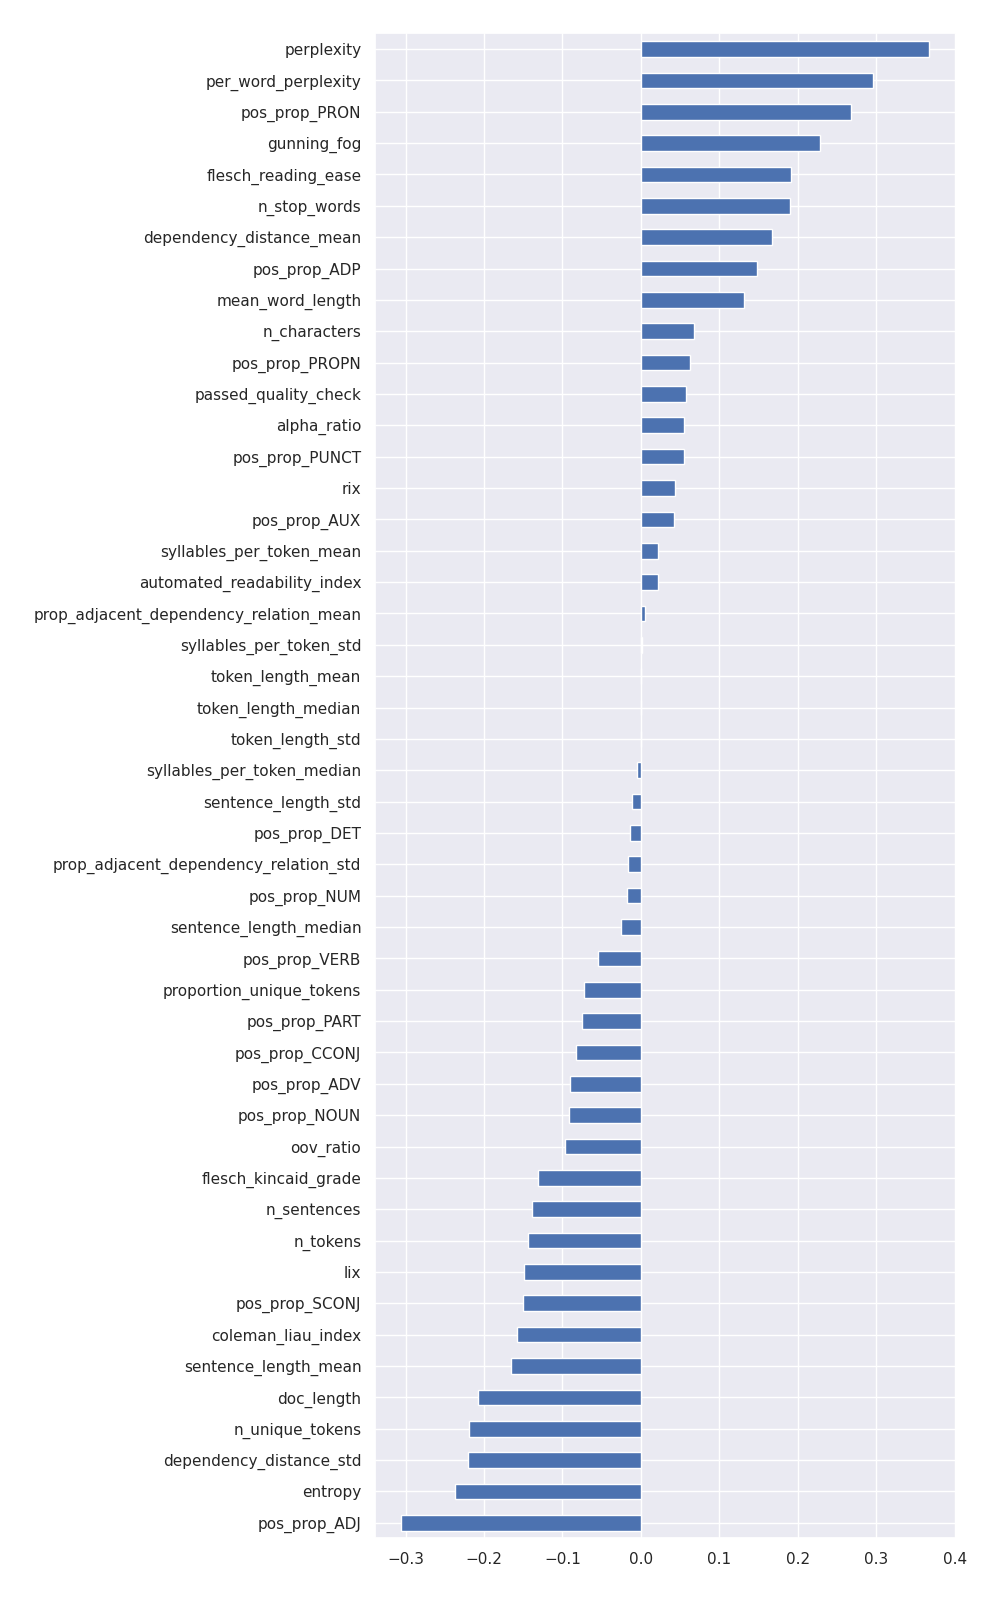 perplexity
per_word_perplexity
pos_prop_PRON
gunning_fog
flesch_reading_ease
n_stop_words
dependency_distance_mean
pos_prop_ADP
mean_word_length
n_characters
pos_prop_PROPN
passed_quality_check
alpha_ratio
pos_prop_PUNCT
rix
pos_prop_AUX
syllables_per_token_mean
automated_readability_index
prop_adjacent_dependency_relation_mean
syllables_per_token_std
token_length_mean
token_length_median
token_length_std
syllables_per_token_median
sentence_length_std
pos_prop_DET
prop_adjacent_dependency_relation_std
pos_prop_NUM
sentence_length_median
pos_prop_VERB
proportion_unique_tokens
pos_prop_PART
pos_prop_CCONJ
pos_prop_ADV
pos_prop_NOUN
oov_ratio
flesch_kincaid_grade
n_sentences
n_tokens
lix
pos_prop_SCONJ
coleman_liau_index
sentence_length_mean
doc_length
n_unique_tokens
dependency_distance_std
entropy
pos_prop_ADJ
−0.3 −0.2 −0.1 0.0 0.1 0.2 0.3 0.4